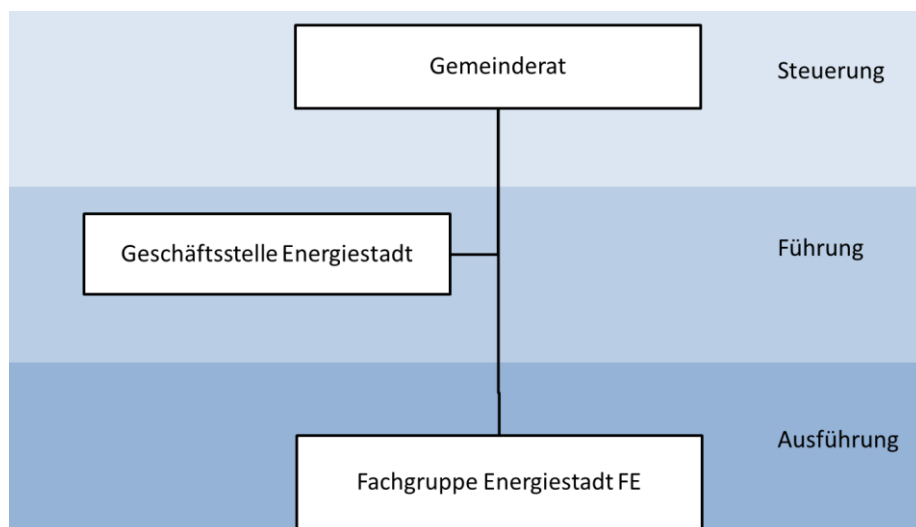 Gemeinderat
Steuerung
Geschäftsstelle Energiestadt
Führung
Ausführung
Fachgruppe Energiestadt FE